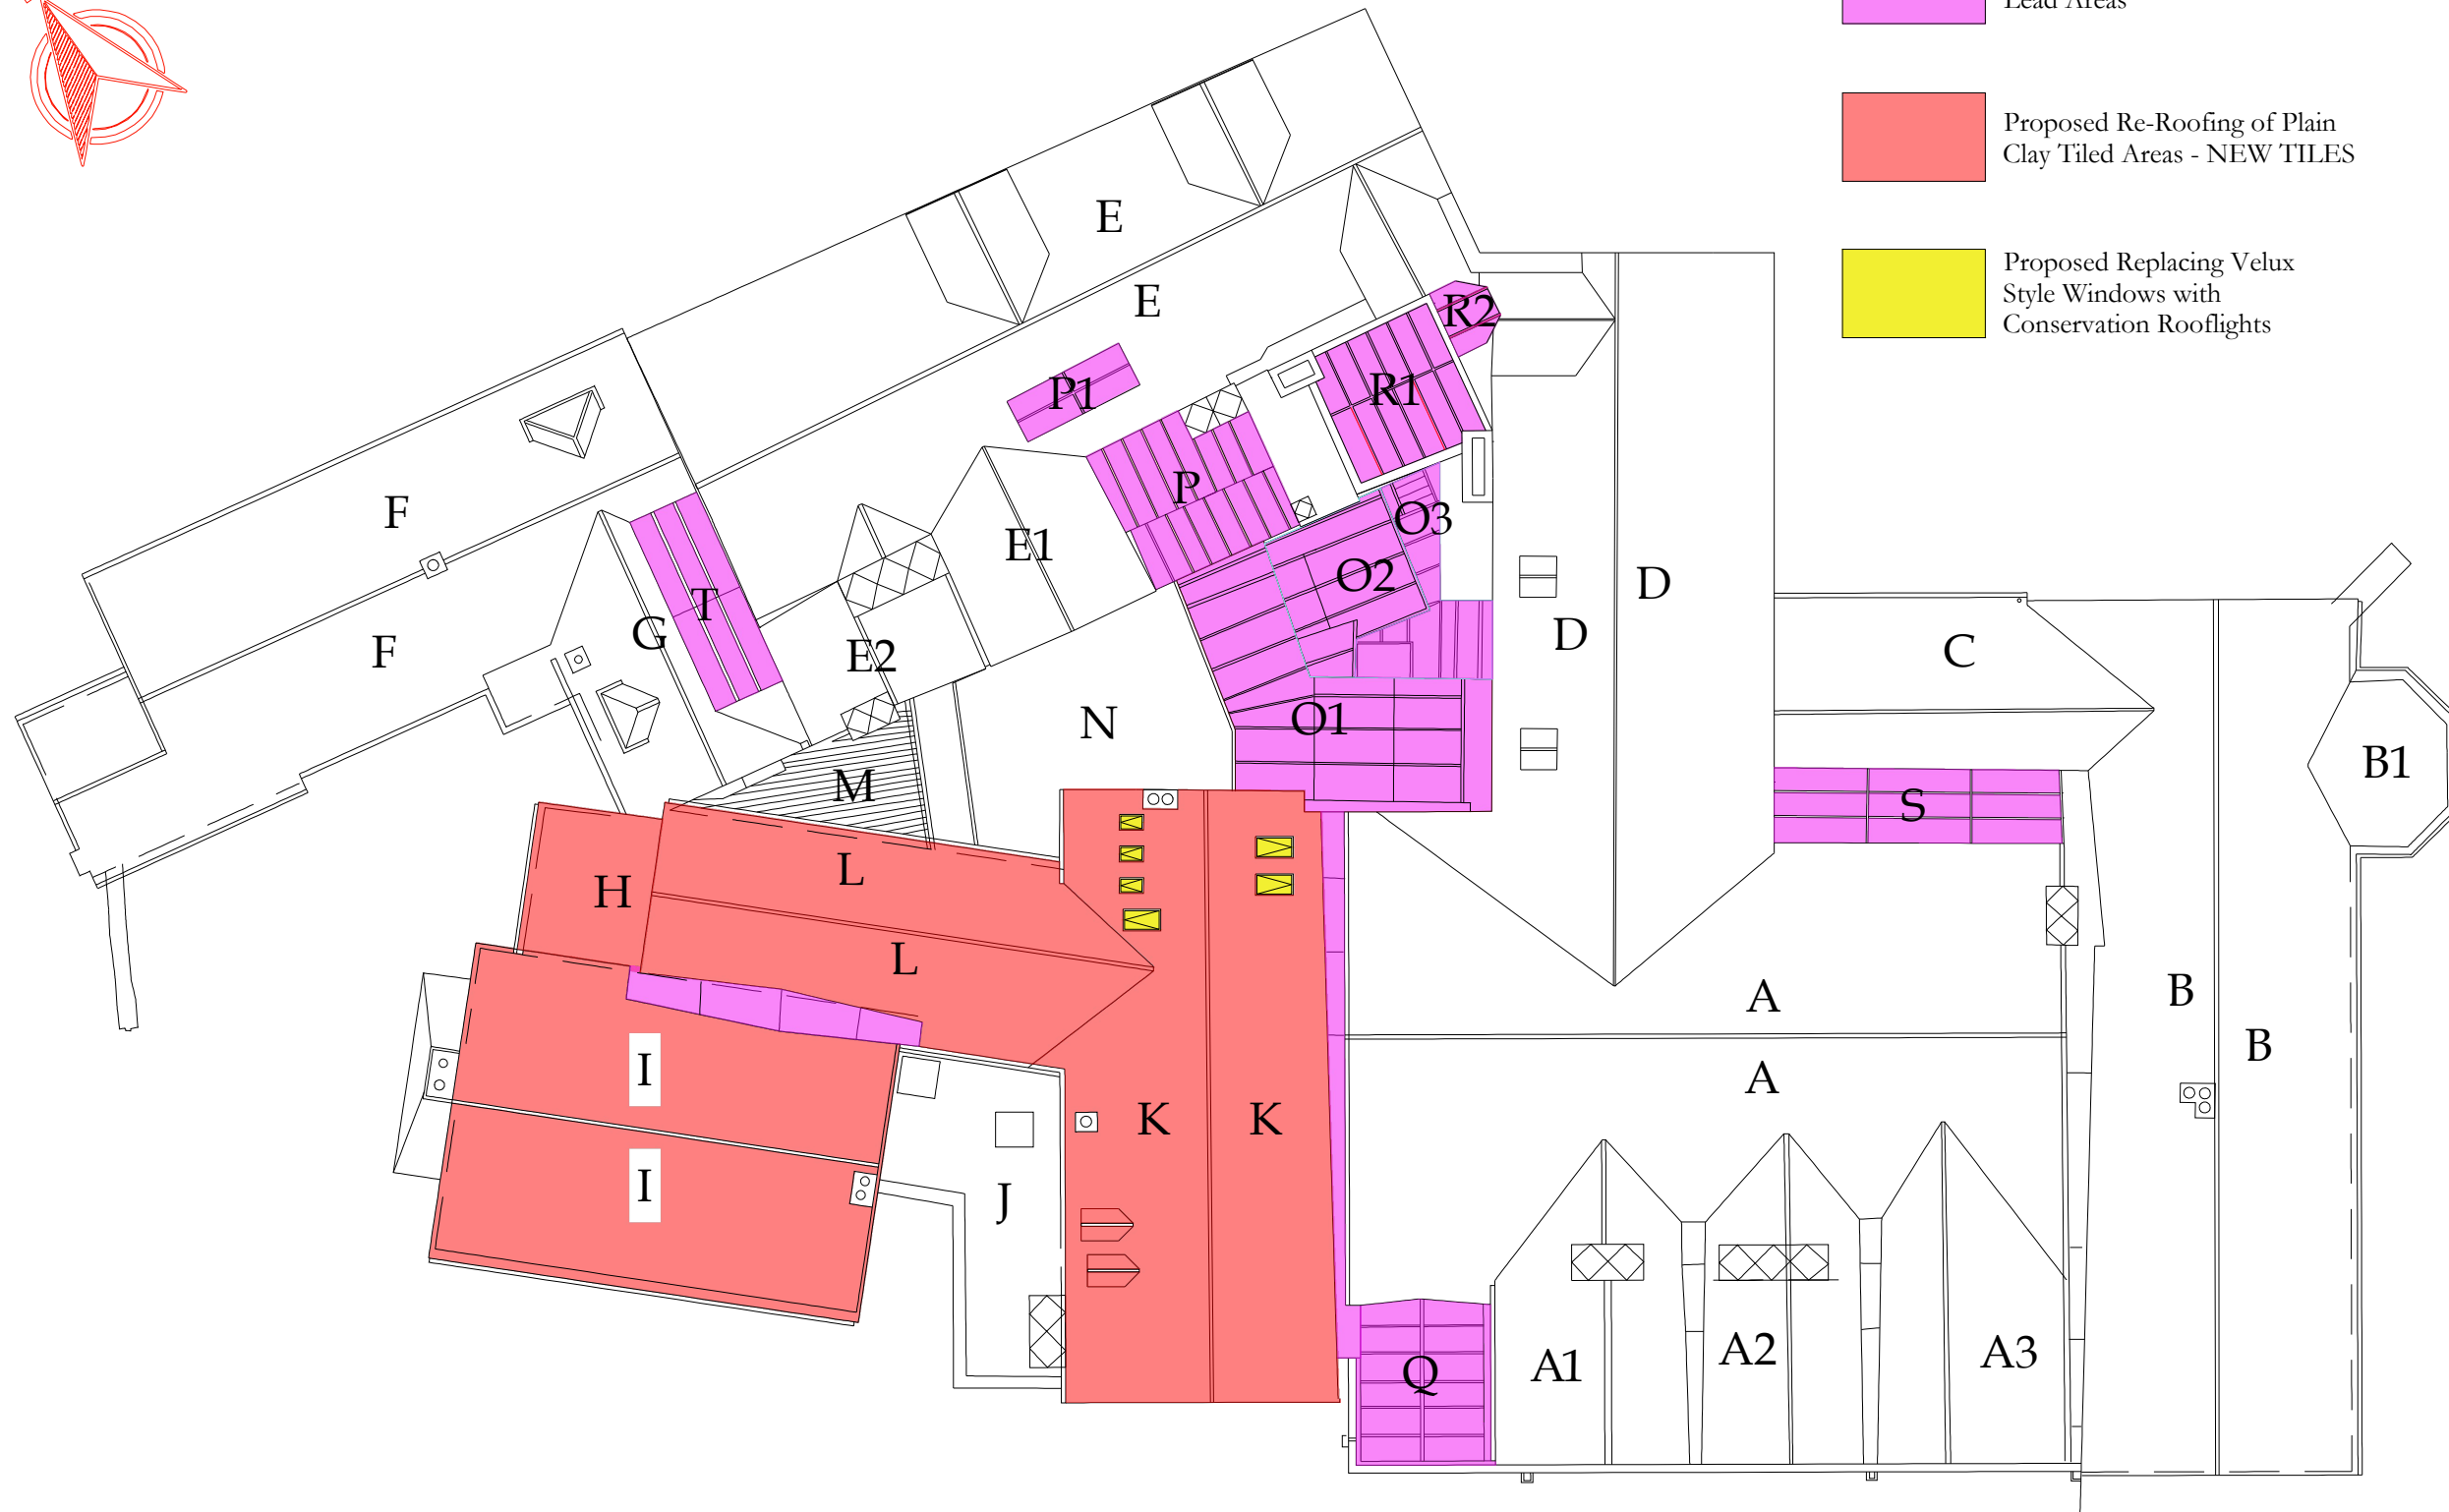 Lead Areas
Proposed Re-Roofing of Plain
Clay Tiled Areas - NEW TILES
Proposed Replacing Velux
Style Windows with
Conservation Rooflights
E
E
R2
P1
R1
F
P
O3
E1
O2
T
D
D
G
F
E2
C
N
O1
M
B1
S
L
H
L
A
B
B
I
A
K
K
I
J
A1
A2
A3
Q